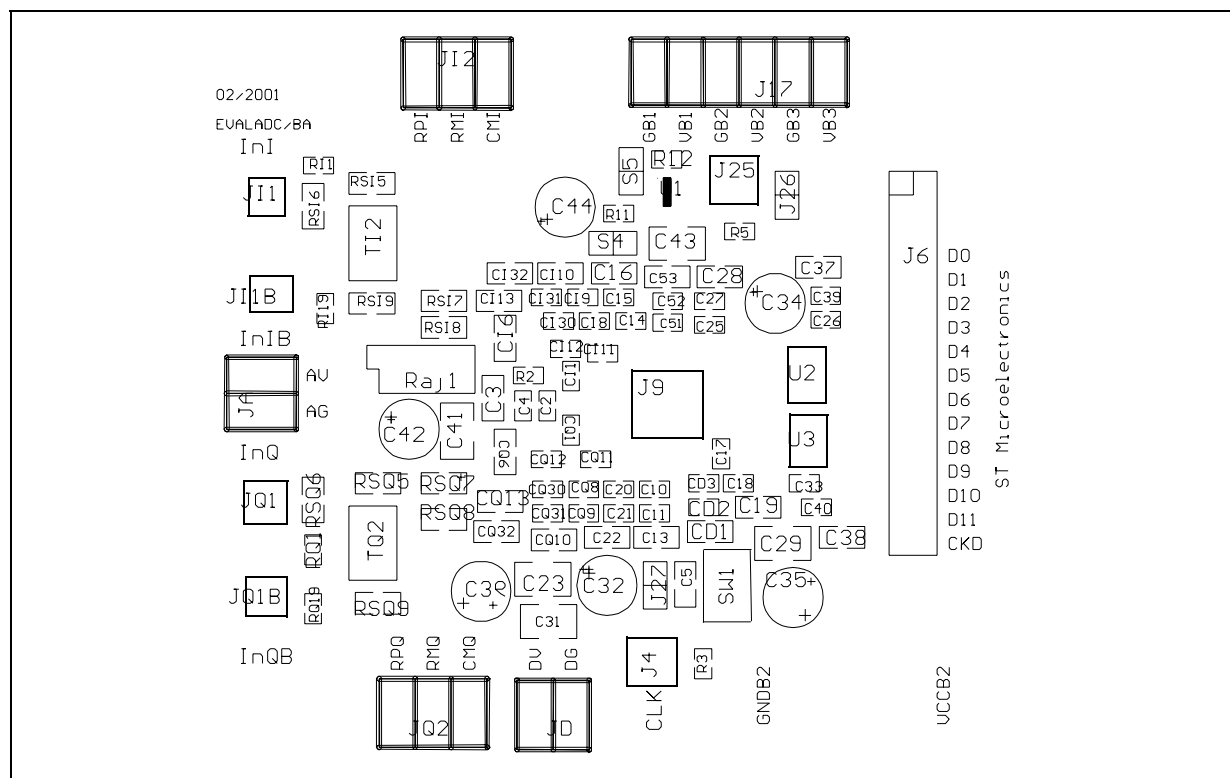 JI2
J17
02/2001
EVALADC/BA
RPI
RMI
CMI
GB1
VB1
GB2
VB2
GB3
VB3
InI
RI1
RSI5
S5
R12
J25
J26
JI1
RSI6
C44
R11
TI2
S4
C43
R5
J6
CI32
CI10
C16
C53
C28
C37
D0
D1
D2
D3
D4
D5
D6
D7
D8
D9
D10
D11
CKD
ST Microelectronics
JI1B
RI19
RSI9
RSI7
CI13
CI31
CI9
C15
C52
C27
C34
C39
RSI8
CI6
CI30
CI8
C14
C51
C25
C26
InIB
CI12
CI11
AV
Raj1
R2
CI1
J9
U2
JA
AG
C3
C4
C2
C42
C41
U3
InQ
CQ12
CQ11
C17
RSQ6
RSQ5
RSQ7
CQ30
CQ8
C20
C10
CD3
C18
C33
JQ1
CQ13
RSQ8
CQ31
CQ9
C21
C11
CD2
C19
C40
RQ1
TQ2
CQ32
CQ10
C22
C13
CD1
C29
C38
C23
C32
J27
C5
SW1
C35
JQ1B
RQ19
RSQ9
C31
InQB
RPQ
RMQ
CMQ
DV
DG
J4
R3
CLK
GNDB2
VCCB2
JQ2
JD